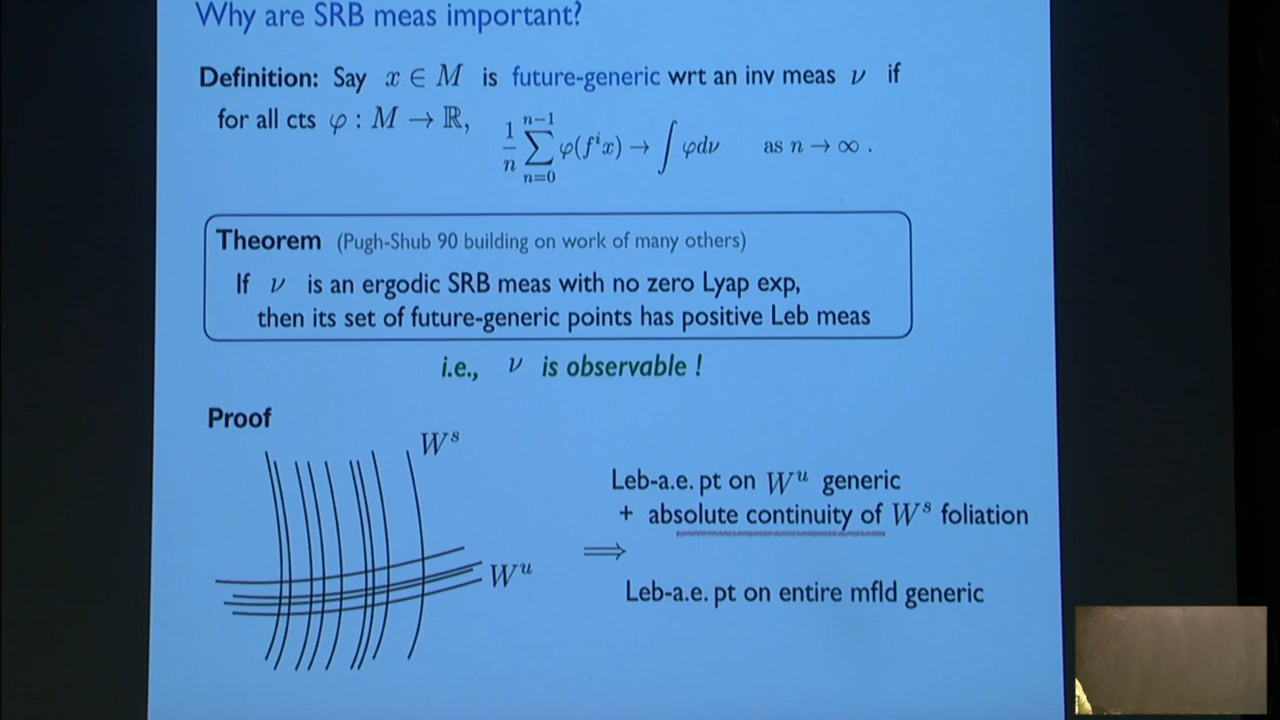 Why are SRB meas important?
Definition: Say x ∈ M is future-generic wrt an inv meas ν if
for all cts φ : M → ℝ, \frac{1}{n} \sum_{n=0}^{n-1} φ(f^i x) → ∫ φdν as n → ∞ .
Theorem (Pugh-Shub 90 building on work of many others)
If ν is an ergodic SRB meas with no zero Lyap exp,
then its set of future-generic points has positive Leb meas
i.e., ν is observable !
Proof
W^s
Leb-a.e. pt on W^u generic
+ absolute continuity of W^s foliation
⟹
W^u
Leb-a.e. pt on entire mfld generic